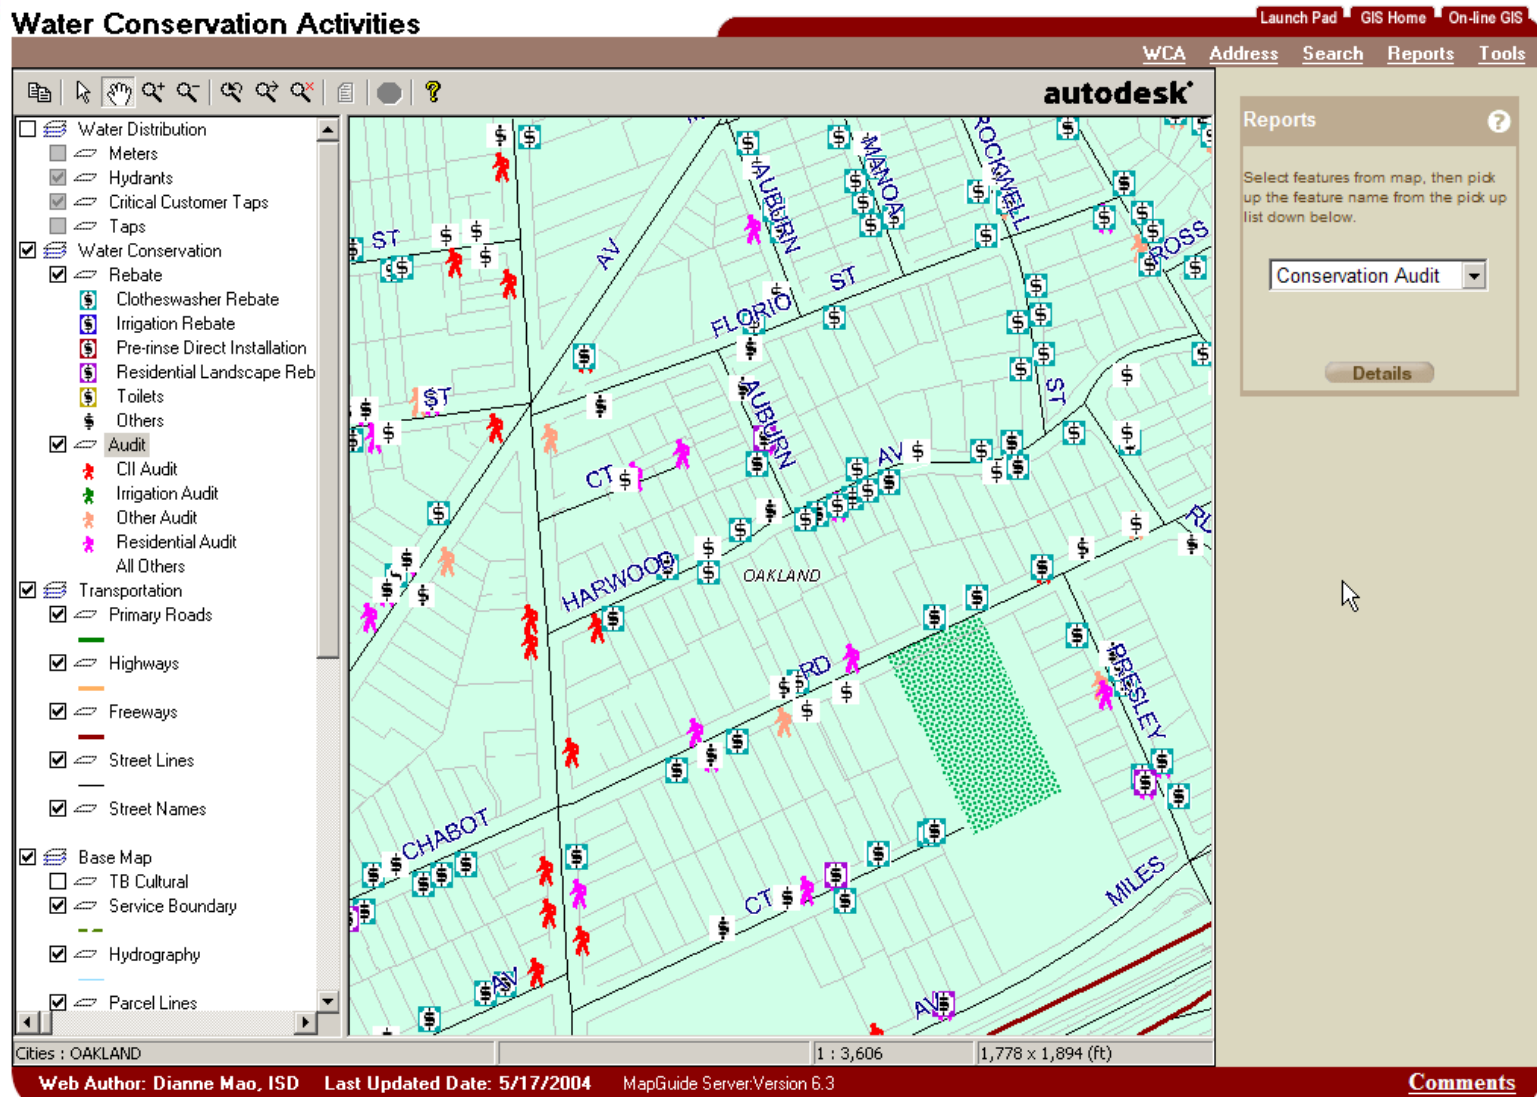 Water Conservation Activities
Launch Pad
GIS Home
On-line GIS
WCA
Address
Search
Reports
Tools
autodesk
Water Distribution
Meters
Hydrants
Critical Customer Taps
Taps
Water Conservation
Rebate
Clotheswasher Rebate
Irrigation Rebate
Pre-rinse Direct Installation
Residential Landscape Reb
Toilets
Others
Audit
CII Audit
Irrigation Audit
Other Audit
Residential Audit
All Others
Transportation
Primary Roads
Highways
Freeways
Street Lines
Street Names
Base Map
TB Cultural
Service Boundary
Hydrography
Parcel Lines
AUBURN
MANOA
ROCKWELL
ST
AV
ROSS
ST
FLORIO
ST
ST
AUBURN
CT
AV
RU
HARWOOD
OAKLAND
RD
PRESLEY
CHABOT
CT
MILES
AV
AV
Reports
Select features from map, then pick
up the feature name from the pick up
list down below.
Conservation Audit
Details
Cities : OAKLAND
1 : 3,606
1,778 x 1,894 (ft)
Web Author: Dianne Mao, ISD
Last Updated Date: 5/17/2004
MapGuide Server:Version 6.3
Comments